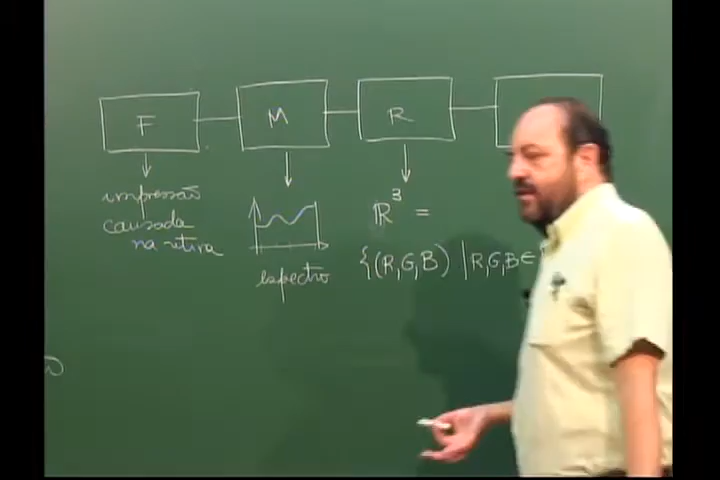 F M R
impressão
causada
na retina
espectro
ℝ³ =
{(R,G,B) | R,G,B ∈